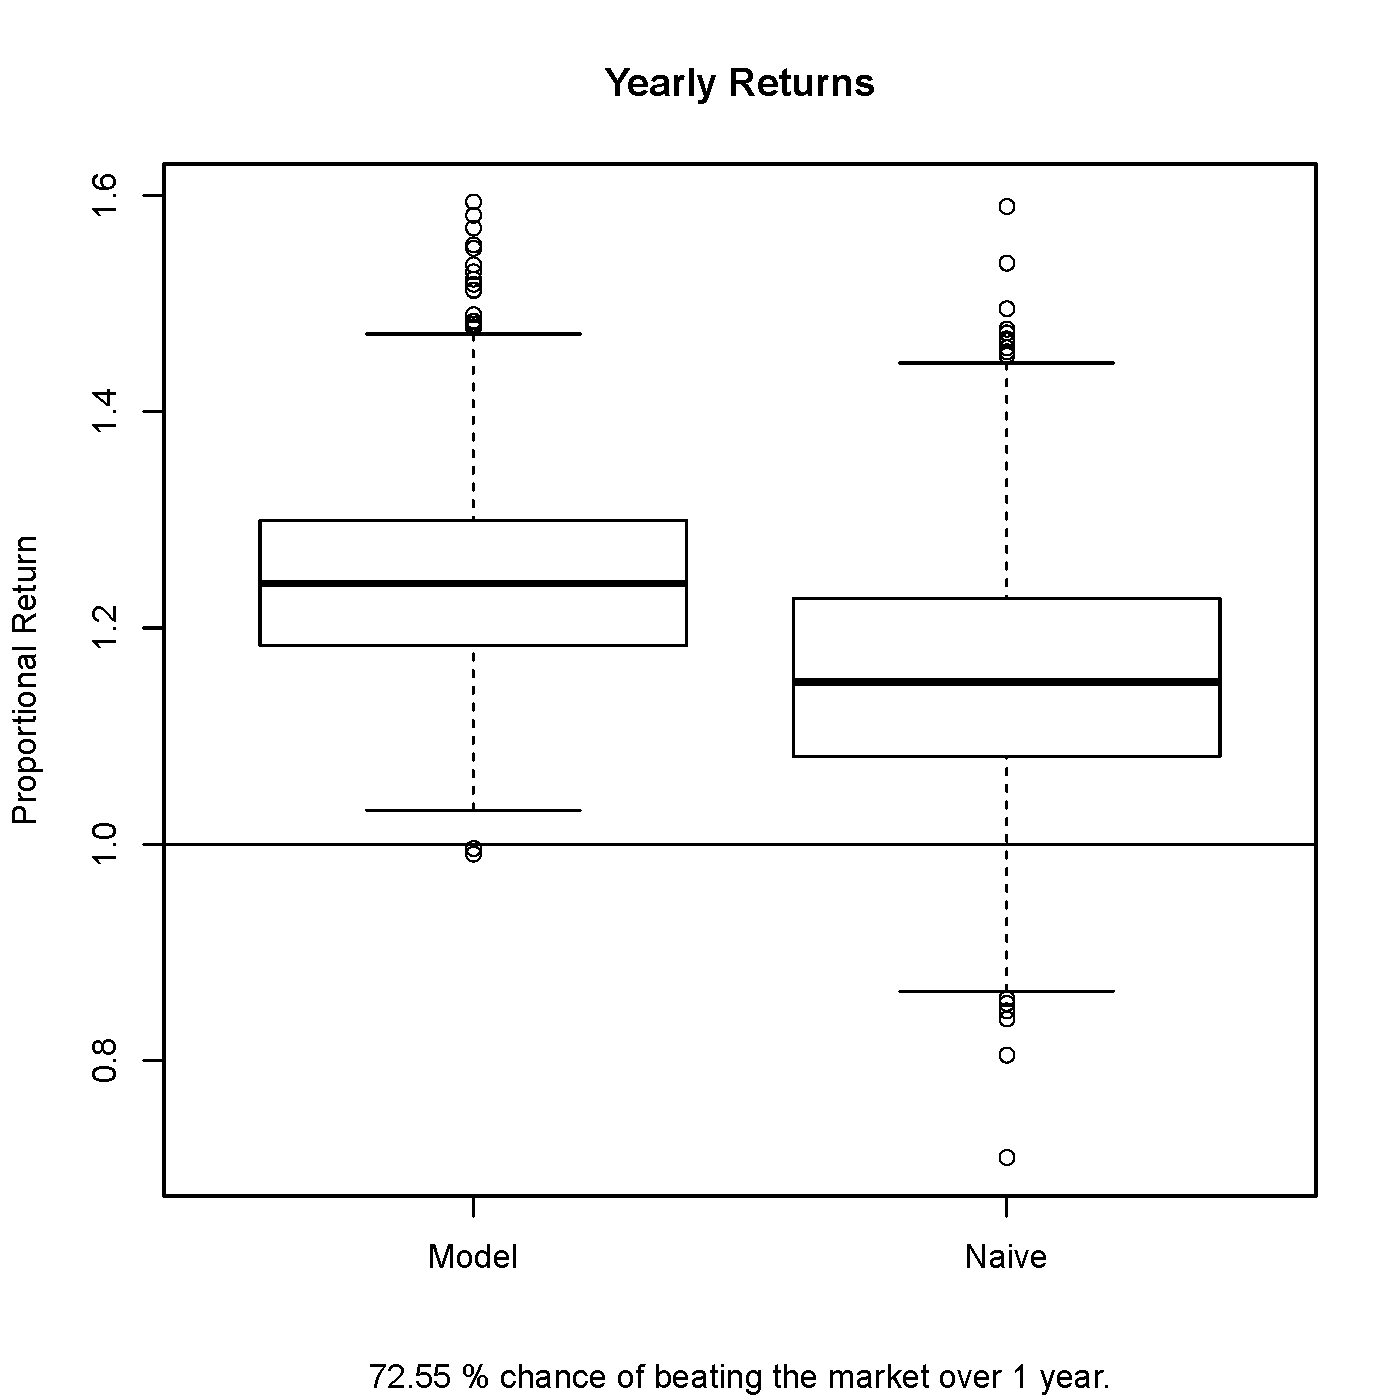 Yearly Returns
Proportional Return
1.6
1.4
1.2
1.0
0.8
Model
Naive
72.55 % chance of beating the market over 1 year.